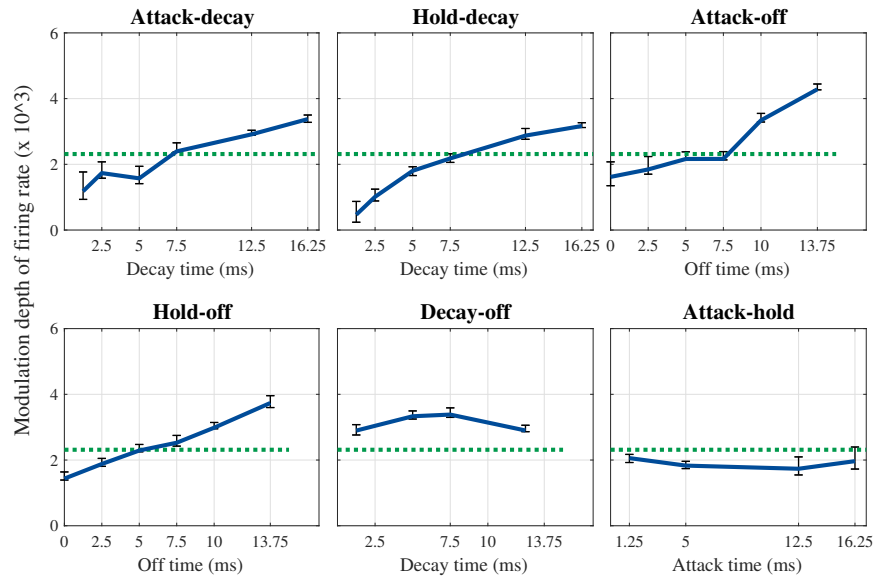 Modulation depth of firing rate (x 10^3)
Attack-decay
6
4
2
0
2.5 5 7.5 12.5 16.25
Decay time (ms)
Hold-decay
2.5 5 7.5 12.5 16.25
Decay time (ms)
Attack-off
0 2.5 5 7.5 10 13.75
Off time (ms)
Hold-off
6
4
2
0
0 2.5 5 7.5 10 13.75
Off time (ms)
Decay-off
2.5 5 7.5 10 13.75
Decay time (ms)
Attack-hold
1.25 5 12.5 16.25
Attack time (ms)